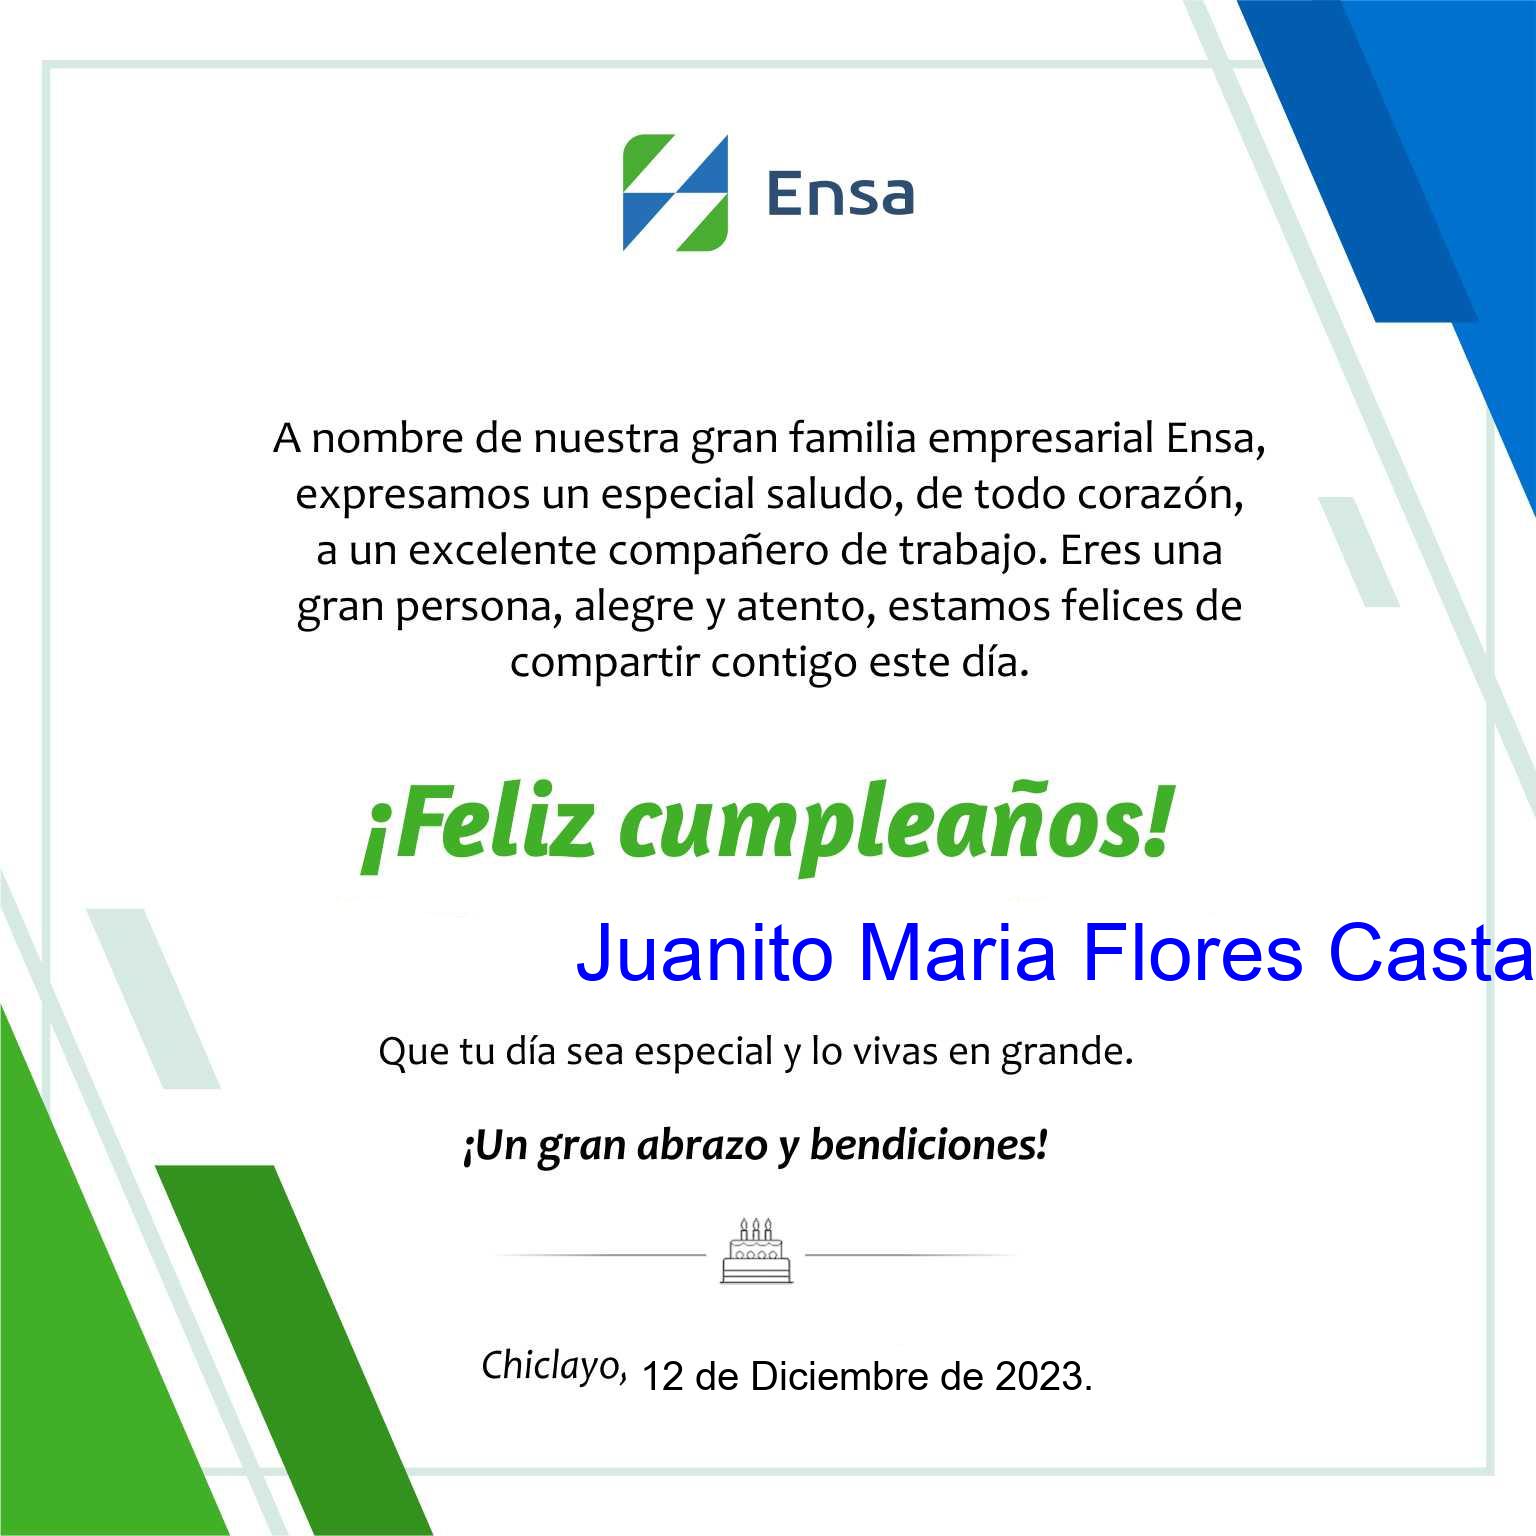 Ensa
A nombre de nuestra gran familia empresarial Ensa,
expresamos un especial saludo, de todo corazón,
a un excelente compañero de trabajo. Eres una
gran persona, alegre y atento, estamos felices de
compartir contigo este día.
¡Feliz cumpleaños!
Juanito Maria Flores Casta
Que tu día sea especial y lo vivas en grande.
¡Un gran abrazo y bendiciones!
Chiclayo, 12 de Diciembre de 2023.